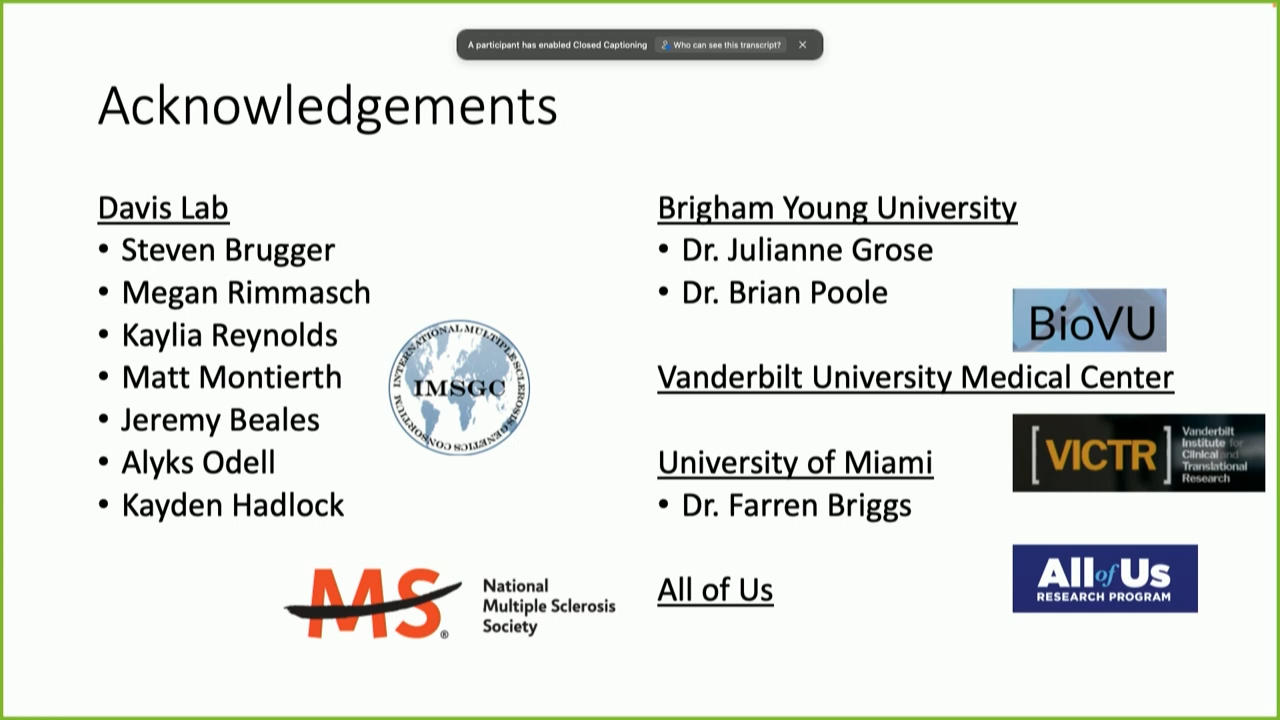 A participant has enabled Closed Captioning Who can see this transcript?
Acknowledgements
Davis Lab
• Steven Brugger
• Megan Rimmasch
• Kaylia Reynolds
• Matt Montierth
• Jeremy Beales
• Alyks Odell
• Kayden Hadlock
INTERNATIONAL MULTIPLE SCLEROSIS GENETICS CONSORTIUM
IMSGC
MS®
National
Multiple Sclerosis
Society
Brigham Young University
• Dr. Julianne Grose
• Dr. Brian Poole
BioVU
Vanderbilt University Medical Center
[VICTR]
Vanderbilt
Institute for
Clinical and
Translational
Research
University of Miami
• Dr. Farren Briggs
All of Us
All of Us
RESEARCH PROGRAM